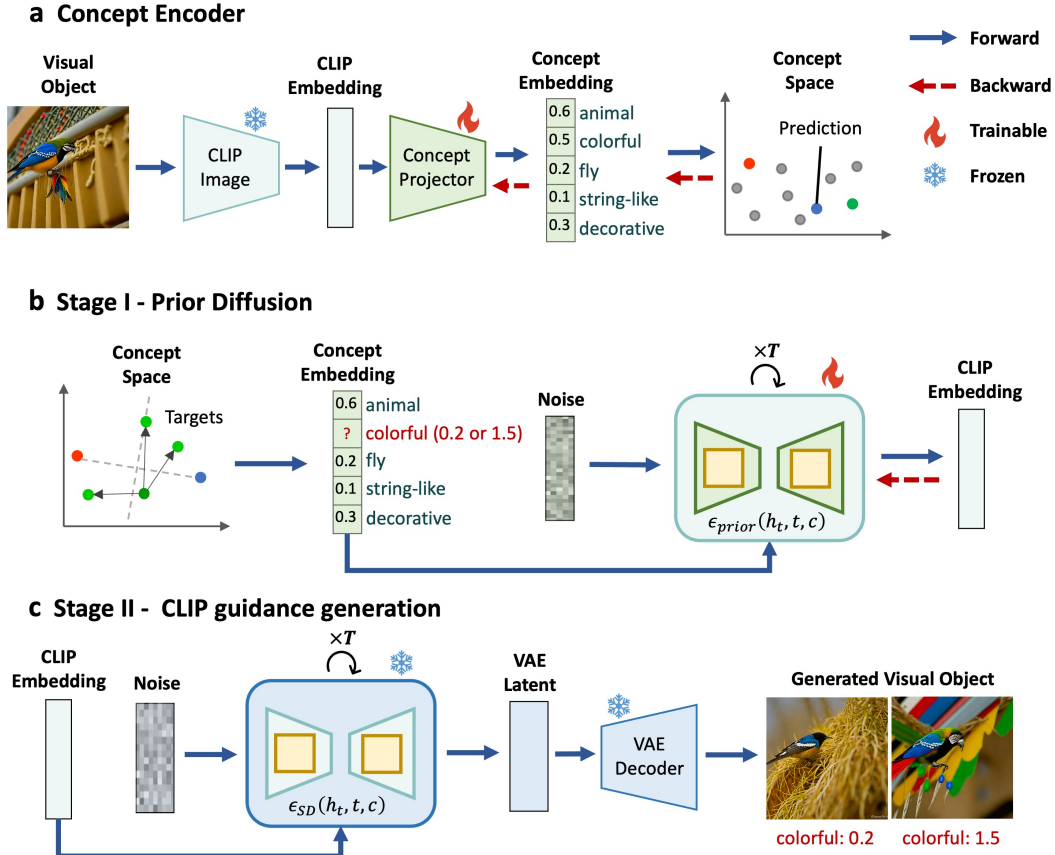 a Concept Encoder
Visual
Object
CLIP
Image
CLIP
Embedding
Concept
Projector
Concept
Embedding
0.6 animal
0.5 colorful
0.2 fly
0.1 string-like
0.3 decorative
Concept
Space
Prediction
Forward
Backward
Trainable
Frozen
b Stage I - Prior Diffusion
Concept
Space
Targets
Concept
Embedding
0.6 animal
? colorful (0.2 or 1.5)
0.2 fly
0.1 string-like
0.3 decorative
Noise
×T
ϵprior(ht, t, c)
CLIP
Embedding
c Stage II - CLIP guidance generation
CLIP
Embedding
Noise
×T
ϵSD(ht, t, c)
VAE
Latent
VAE
Decoder
Generated Visual Object
colorful: 0.2
colorful: 1.5